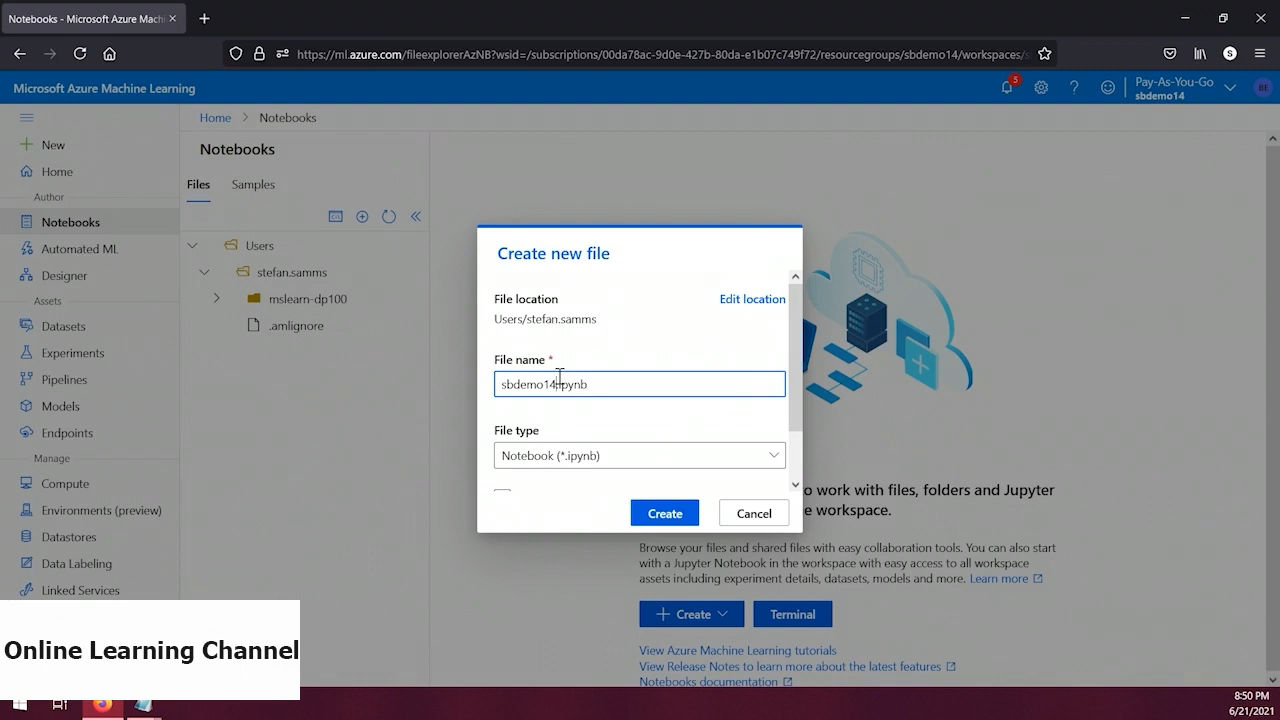 Notebooks - Microsoft Azure Machi
https://ml.azure.com/fileexplorerAzNB?wsid=/subscriptions/00da78ac-9d0e-427b-80da-e1b07c749f72/resourcegroups/sbdemo14/workspaces/s
S
Microsoft Azure Machine Learning
5
Pay-As-You-Go
sbdemo14
BE
New
Home
Author
Notebooks
Automated ML
Designer
Assets
Datasets
Experiments
Pipelines
Models
Endpoints
Manage
Compute
Environments (preview)
Datastores
Data Labeling
Linked Services
Home > Notebooks
Notebooks
Files Samples
Users
stefan.samms
mslearn-dp100
.amlignore
Create new file
File location Edit location
Users/stefan.samms
File name *
sbdemo14.ipynb
File type
Notebook (*.ipynb)
Create Cancel
o work with files, folders and Jupyter
e workspace.
Browse your files and shared files with easy collaboration tools. You can also start
with a Jupyter Notebook in the workspace with easy access to all workspace
assets including experiment details, datasets, models and more. Learn more
Create Terminal
View Azure Machine Learning tutorials
View Release Notes to learn more about the latest features
Notebooks documentation
Online Learning Channel
8:50 PM
6/21/2021